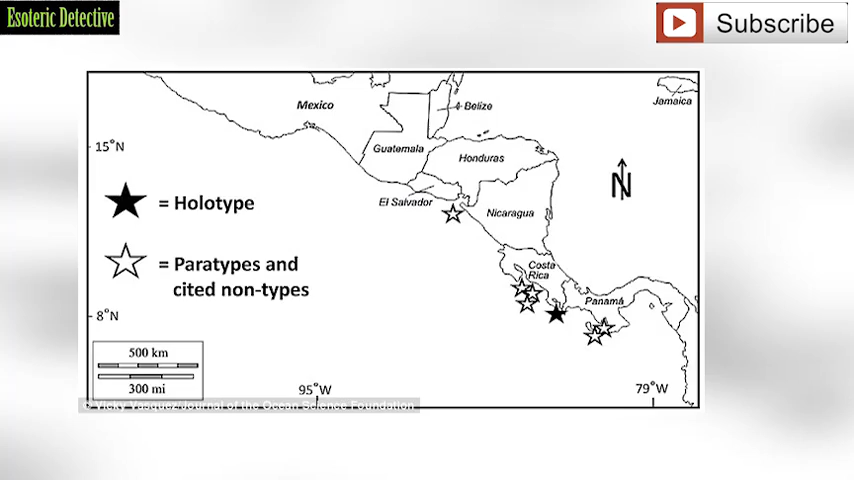 Esoteric Detective
Subscribe
Mexico
Belize
Jamaica
15°N
Guatemala
Honduras
N
= Holotype
El Salvador
Nicaragua
= Paratypes and
cited non-types
Costa
Rica
Panamá
8°N
500 km
300 mi
95°W
79°W
© Vicky Vasquez/Journal of the Ocean Science Foundation